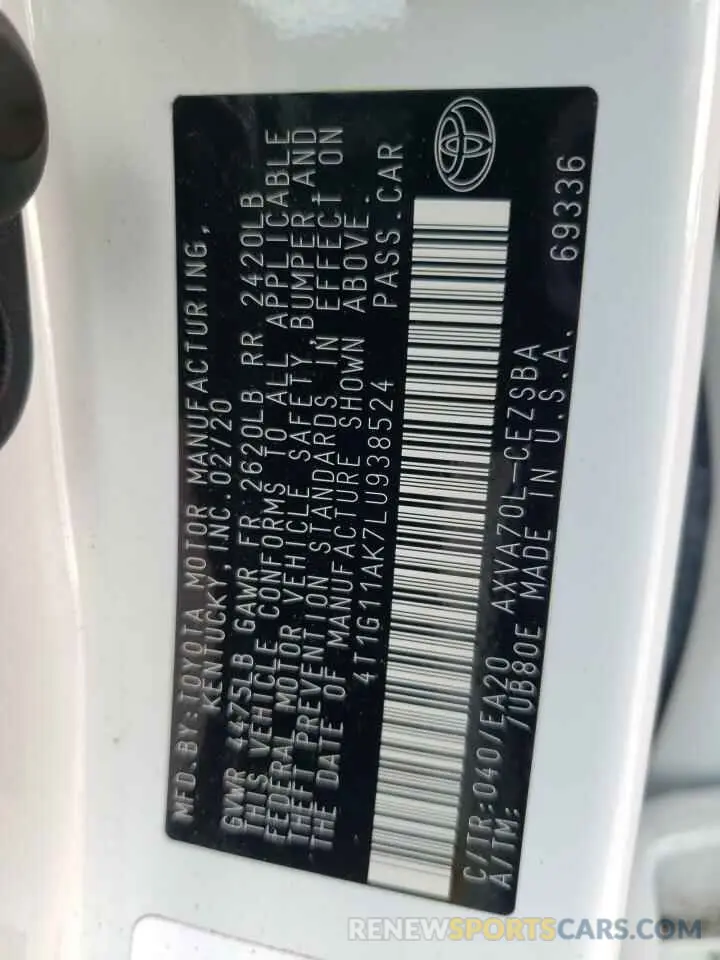 MFD.BY:TOYOTA MOTOR MANUFACTURING,
KENTUCKY, INC. 02/20
GVWR 4475LB GAWR FR 2620LB RR 2420LB
THIS VEHICLE CONFORMS TO ALL APPLICABLE
FEDERAL MOTOR VEHICLE SAFETY, BUMPER AND
THEFT PREVENTION STANDARDS IN EFFECT ON
THE DATE OF MANUFACTURE SHOWN ABOVE.
4T1G11AK7LU938524 PASS.CAR
C/TR:040/EA20 AXVA70L-CEZSBA
A/TM: /UB80E MADE IN U.S.A. 69336
RENEWSPORTSCARS.COM